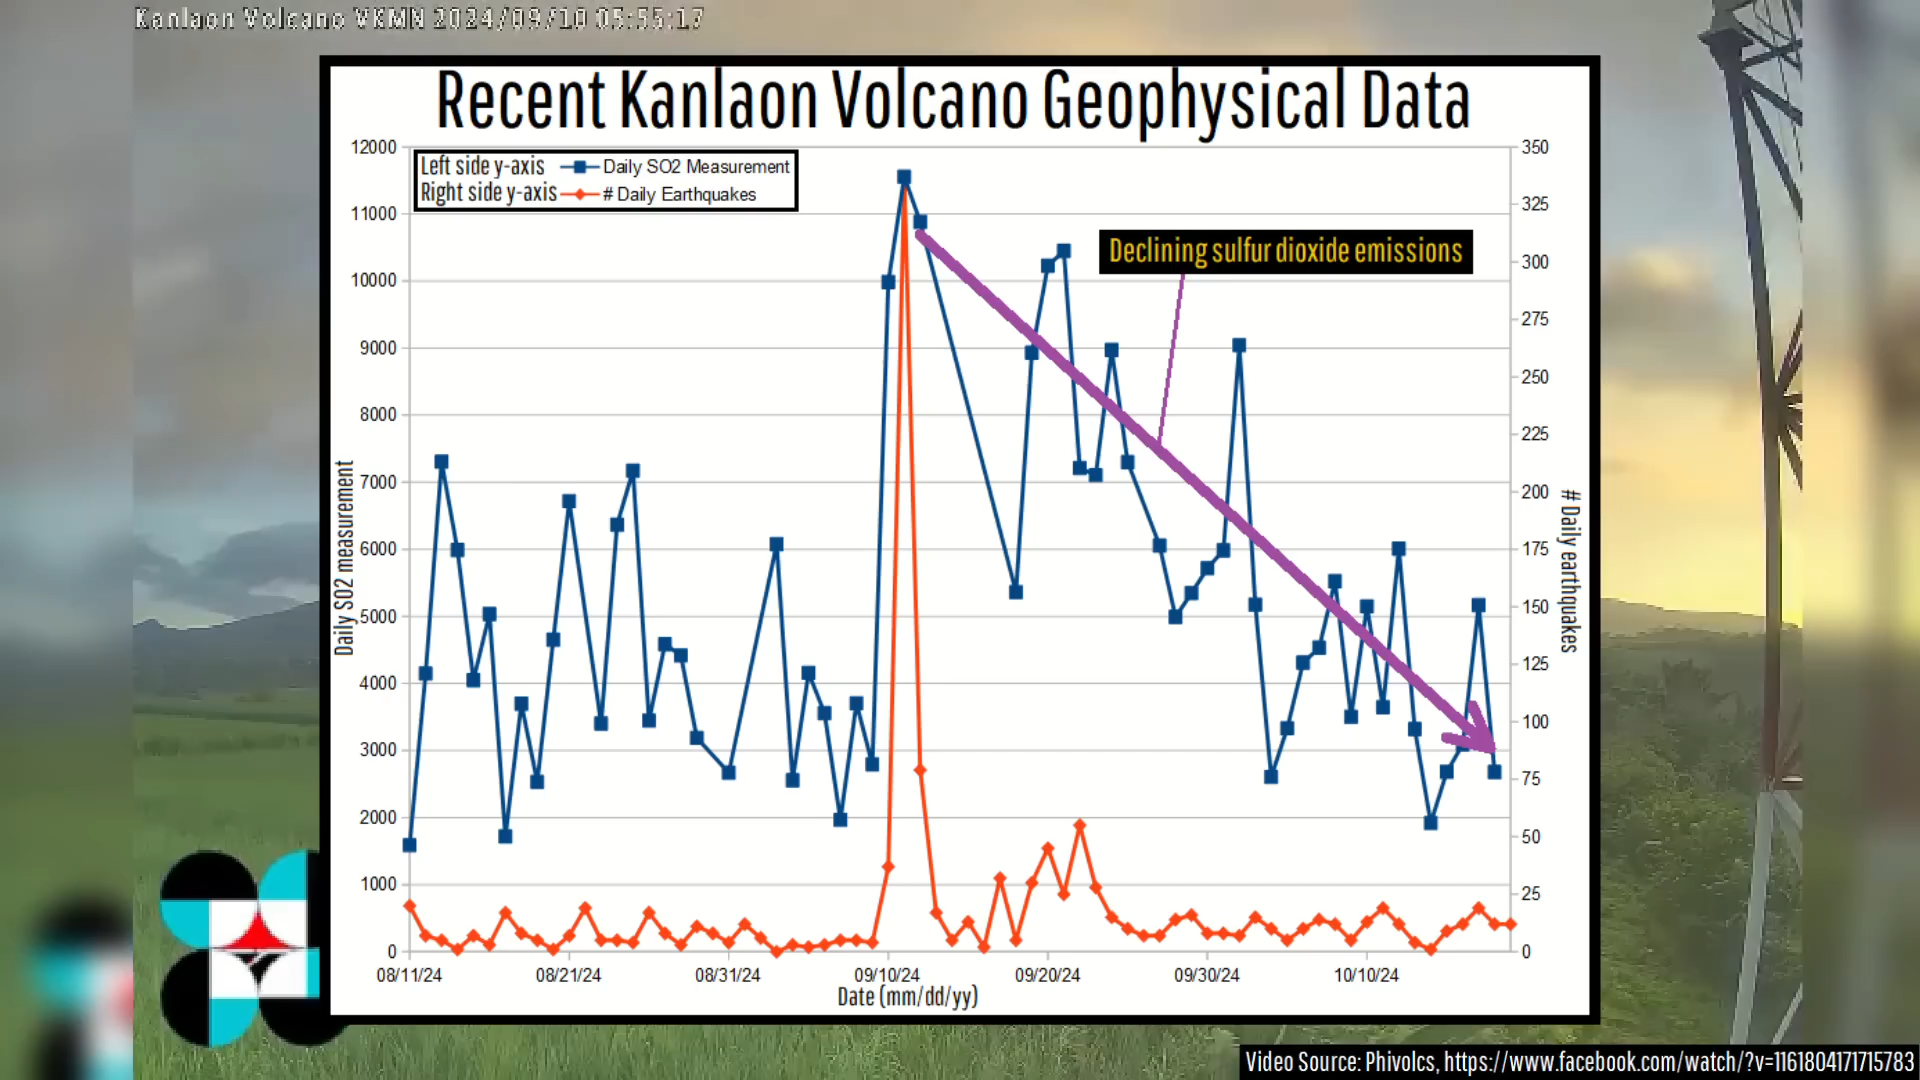 Kanlaon Volcano VKMN 2024/09/10 05:55:17
Recent Kanlaon Volcano Geophysical Data
Left side y-axis Daily SO2 Measurement
Right side y-axis # Daily Earthquakes
Declining sulfur dioxide emissions
12000
11000
10000
9000
8000
7000
6000
5000
4000
3000
2000
1000
0
Daily SO2 measurement
350
325
300
275
250
225
200
175
150
125
100
75
50
25
0
# Daily earthquakes
08/11/24 08/21/24 08/31/24 09/10/24 09/20/24 09/30/24 10/10/24
Date (mm/dd/yy)
Video Source: Phivolcs, https://www.facebook.com/watch/?v=1161804171715783